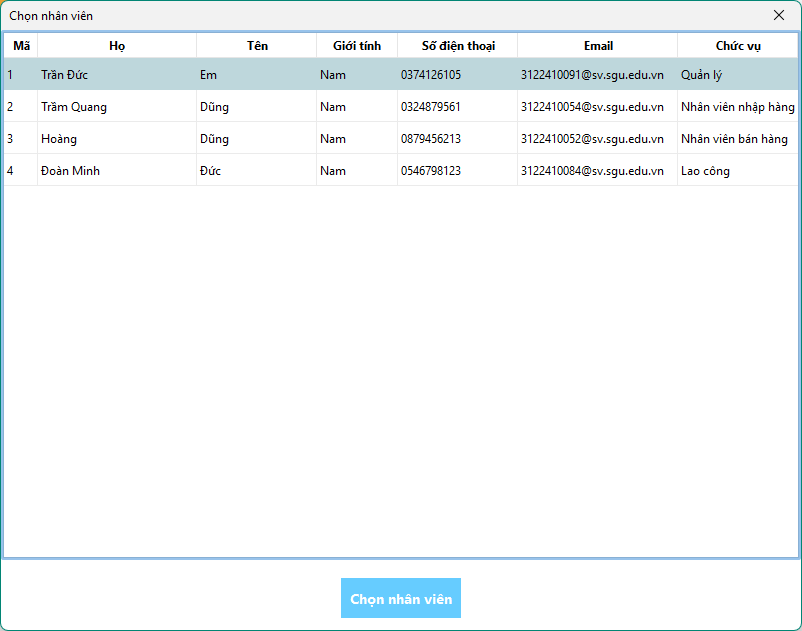 Chọn nhân viên
Mã Họ Tên Giới tính Số điện thoại Email Chức vụ
1 Trần Đức Em Nam 0374126105 3122410091@sv.sgu.edu.vn Quản lý
2 Trầm Quang Dũng Nam 0324879561 3122410054@sv.sgu.edu.vn Nhân viên nhập hàng
3 Hoàng Dũng Nam 0879456213 3122410052@sv.sgu.edu.vn Nhân viên bán hàng
4 Đoàn Minh Đức Nam 0546798123 3122410084@sv.sgu.edu.vn Lao công
Chọn nhân viên